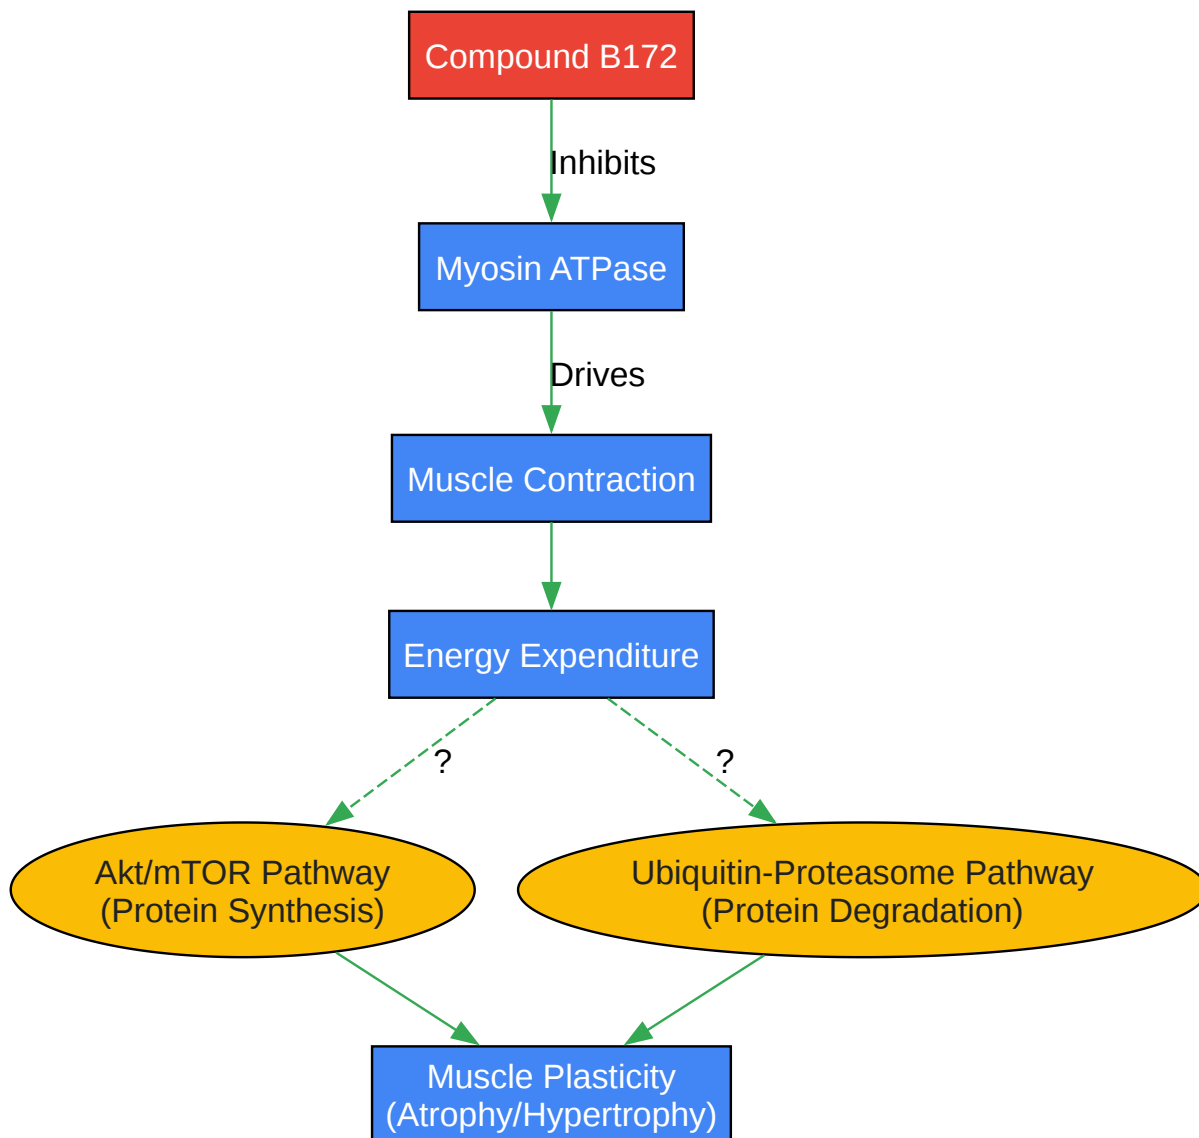 Compound B172
Inhibits
Myosin ATPase
Drives
Muscle Contraction
Energy Expenditure
?
?
Akt/mTOR Pathway
(Protein Synthesis)
Ubiquitin-Proteasome Pathway
(Protein Degradation)
Muscle Plasticity
(Atrophy/Hypertrophy)